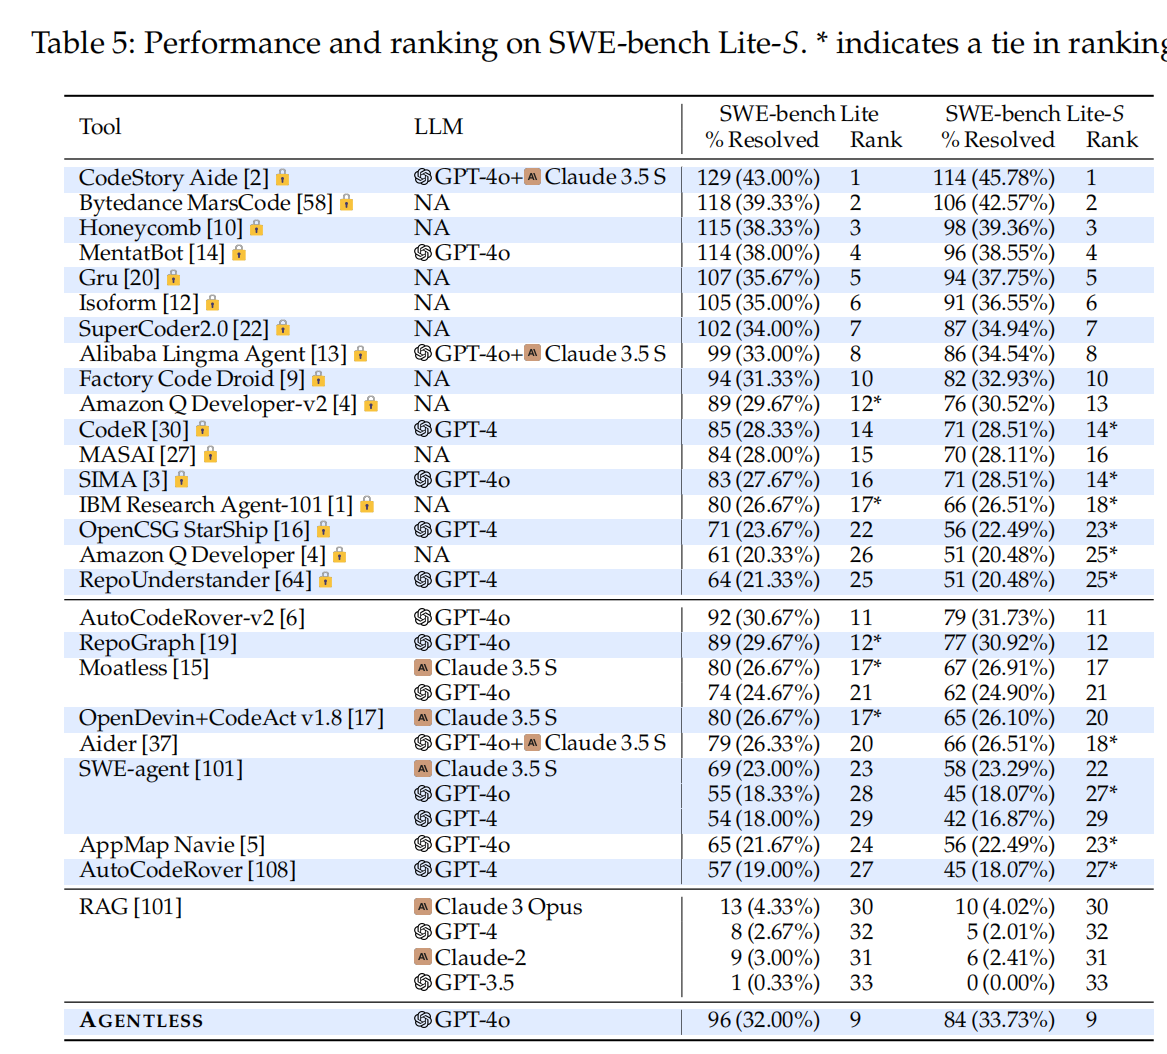 Table 5: Performance and ranking on SWE-bench Lite-S. * indicates a tie in ranking
Tool LLM SWE-bench Lite SWE-bench Lite-S
% Resolved Rank % Resolved Rank
CodeStory Aide [2] GPT-4o+ Claude 3.5 S 129 (43.00%) 1 114 (45.78%) 1
Bytedance MarsCode [58] NA 118 (39.33%) 2 106 (42.57%) 2
Honeycomb [10] NA 115 (38.33%) 3 98 (39.36%) 3
MentatBot [14] GPT-4o 114 (38.00%) 4 96 (38.55%) 4
Gru [20] NA 107 (35.67%) 5 94 (37.75%) 5
Isoform [12] NA 105 (35.00%) 6 91 (36.55%) 6
SuperCoder2.0 [22] NA 102 (34.00%) 7 87 (34.94%) 7
Alibaba Lingma Agent [13] GPT-4o+ Claude 3.5 S 99 (33.00%) 8 86 (34.54%) 8
Factory Code Droid [9] NA 94 (31.33%) 10 82 (32.93%) 10
Amazon Q Developer-v2 [4] NA 89 (29.67%) 12* 76 (30.52%) 13
CodeR [30] GPT-4 85 (28.33%) 14 71 (28.51%) 14*
MASAI [27] NA 84 (28.00%) 15 70 (28.11%) 16
SIMA [3] GPT-4o 83 (27.67%) 16 71 (28.51%) 14*
IBM Research Agent-101 [1] NA 80 (26.67%) 17* 66 (26.51%) 18*
OpenCSG StarShip [16] GPT-4 71 (23.67%) 22 56 (22.49%) 23*
Amazon Q Developer [4] NA 61 (20.33%) 26 51 (20.48%) 25*
RepoUnderstander [64] GPT-4 64 (21.33%) 25 51 (20.48%) 25*
AutoCodeRover-v2 [6] GPT-4o 92 (30.67%) 11 79 (31.73%) 11
RepoGraph [19] GPT-4o 89 (29.67%) 12* 77 (30.92%) 12
Moatless [15] Claude 3.5 S 80 (26.67%) 17* 67 (26.91%) 17
GPT-4o 74 (24.67%) 21 62 (24.90%) 21
OpenDevin+CodeAct v1.8 [17] Claude 3.5 S 80 (26.67%) 17* 65 (26.10%) 20
Aider [37] GPT-4o+ Claude 3.5 S 79 (26.33%) 20 66 (26.51%) 18*
SWE-agent [101] Claude 3.5 S 69 (23.00%) 23 58 (23.29%) 22
GPT-4o 55 (18.33%) 28 45 (18.07%) 27*
GPT-4 54 (18.00%) 29 42 (16.87%) 29
AppMap Navie [5] GPT-4o 65 (21.67%) 24 56 (22.49%) 23*
AutoCodeRover [108] GPT-4 57 (19.00%) 27 45 (18.07%) 27*
RAG [101] Claude 3 Opus 13 (4.33%) 30 10 (4.02%) 30
GPT-4 8 (2.67%) 32 5 (2.01%) 32
Claude-2 9 (3.00%) 31 6 (2.41%) 31
GPT-3.5 1 (0.33%) 33 0 (0.00%) 33
AGENTLESS GPT-4o 96 (32.00%) 9 84 (33.73%) 9